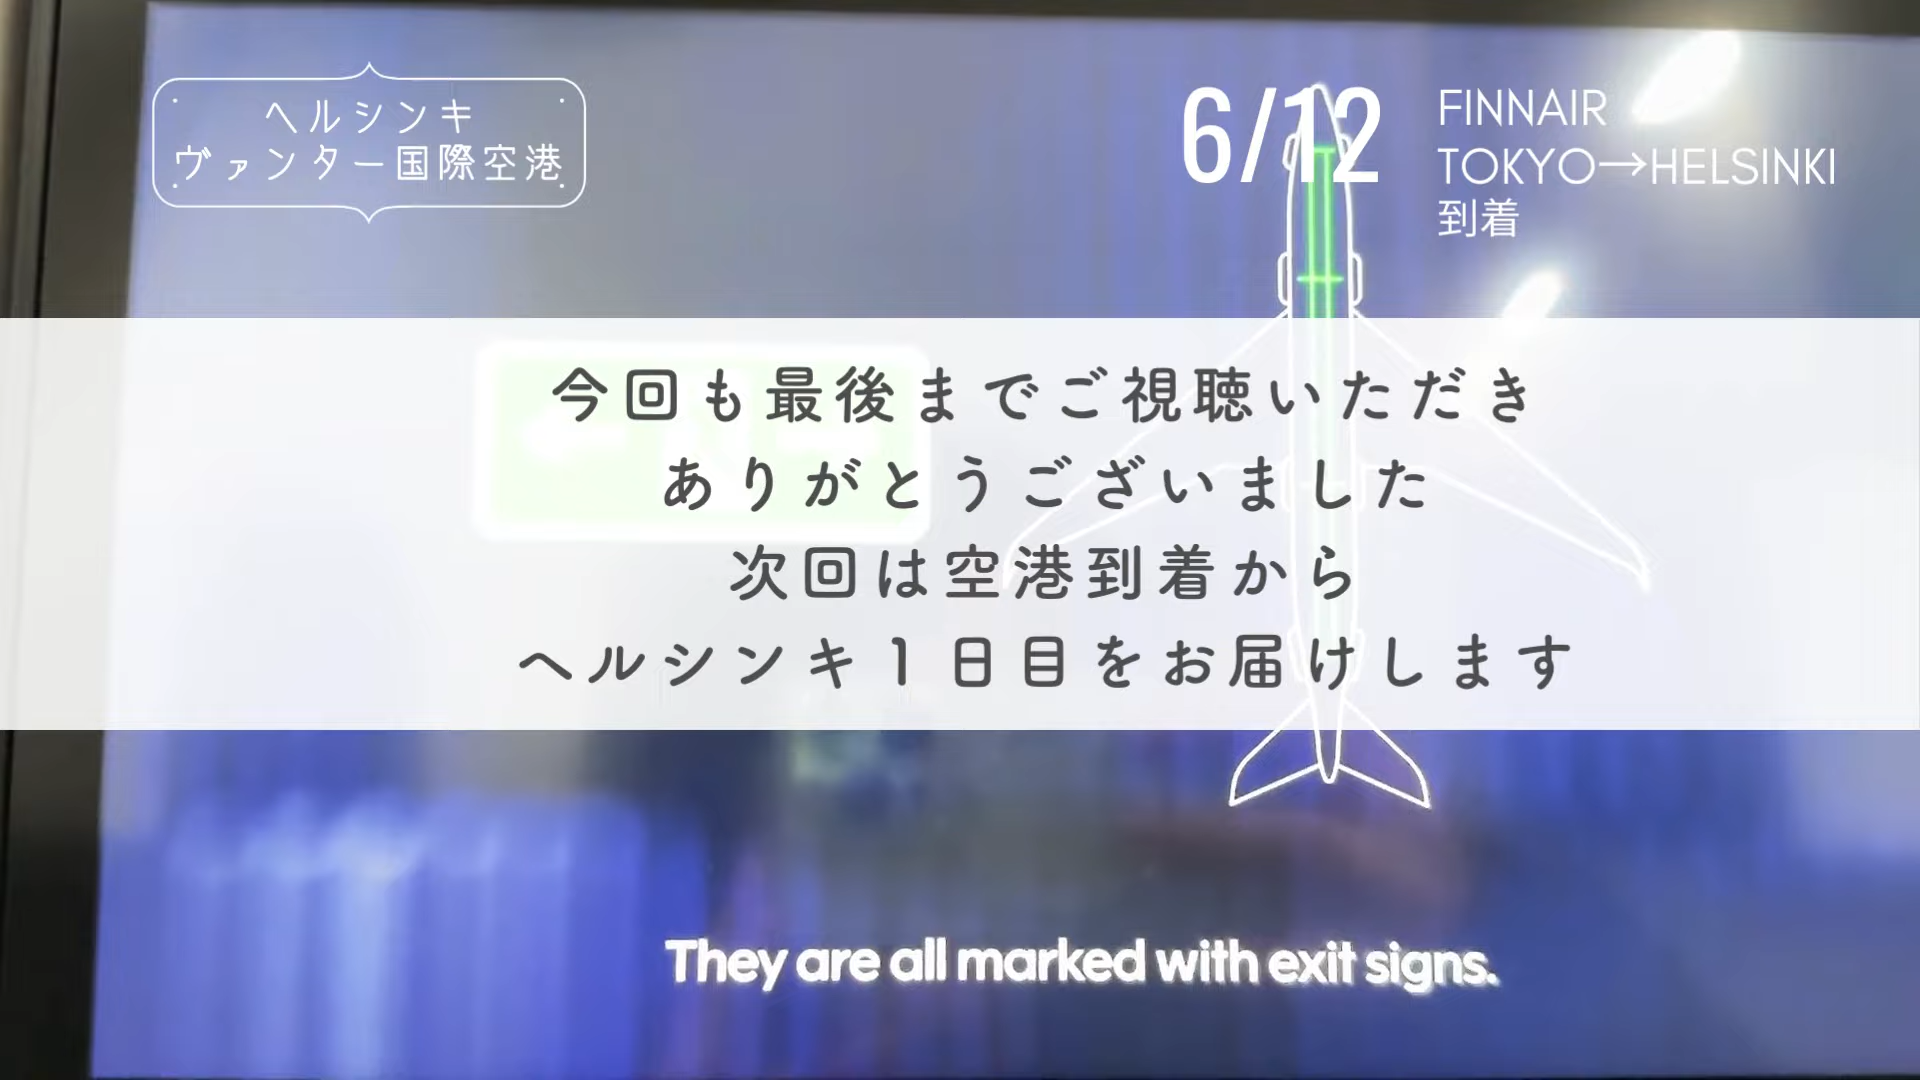 ヘルシンキ
ヴァンター国際空港
6/12
FINNAIR
TOKYO→HELSINKI
到着
今回も最後までご視聴いただき
ありがとうございました
次回は空港到着から
ヘルシンキ1日目をお届けします
They are all marked with exit signs.